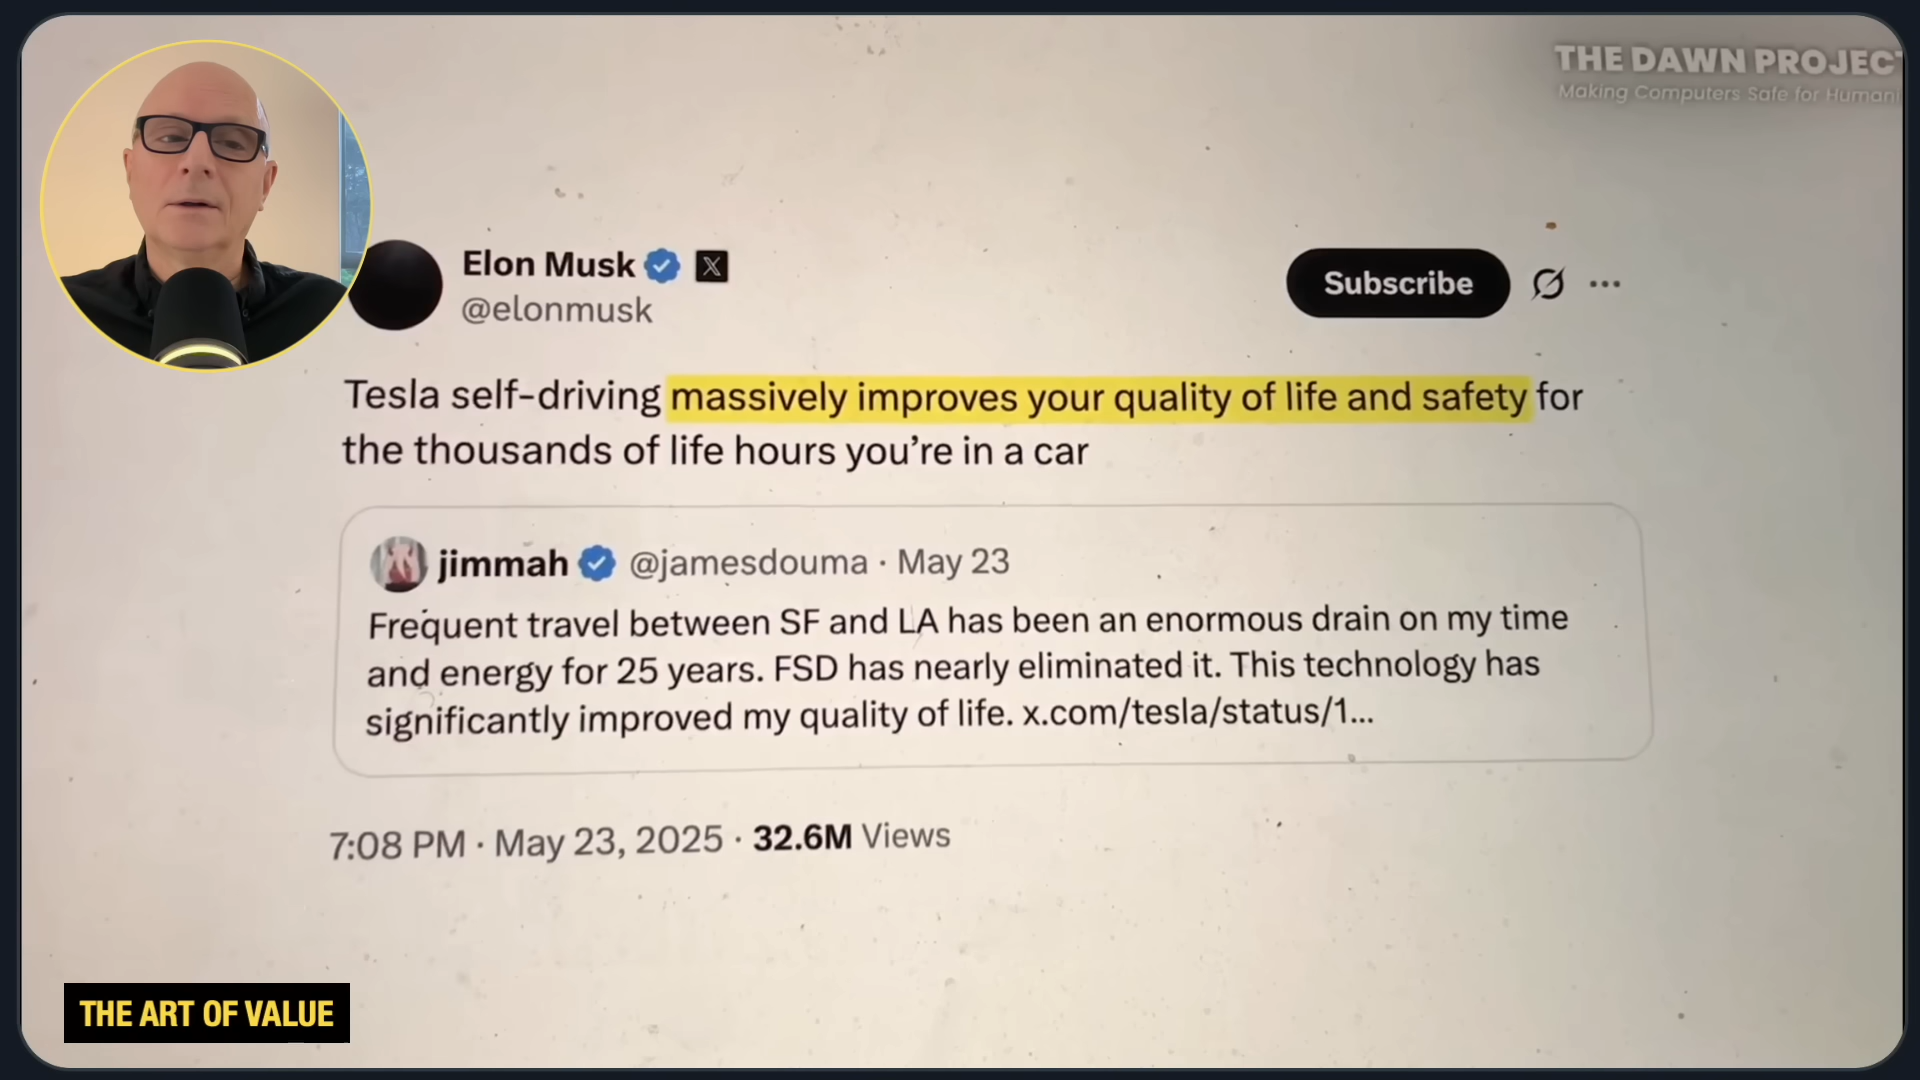 THE DAWN PROJECT
Making Computers Safe for Humani
Elon Musk
@elonmusk
Subscribe
Tesla self-driving massively improves your quality of life and safety for
the thousands of life hours you're in a car
jimmah @jamesdouma · May 23
Frequent travel between SF and LA has been an enormous drain on my time
and energy for 25 years. FSD has nearly eliminated it. This technology has
significantly improved my quality of life. x.com/tesla/status/1...
7:08 PM · May 23, 2025 · 32.6M Views
THE ART OF VALUE